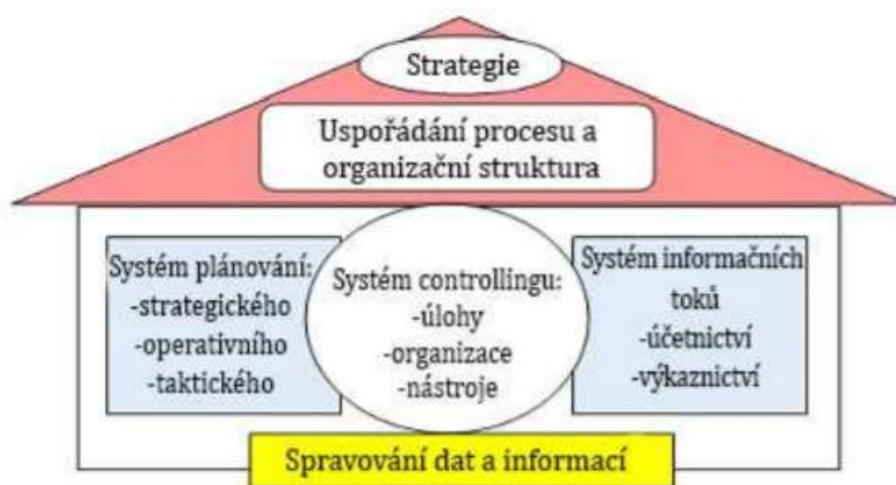 Strategie
Uspořádání procesu a
organizační struktura
Systém plánování:
-strategického
-operativního
-taktického
Systém controllingu:
-úlohy
-organizace
-nástroje
Systém informačních
toků
-účetnictví
-výkaznictví
Spravování dat a informací